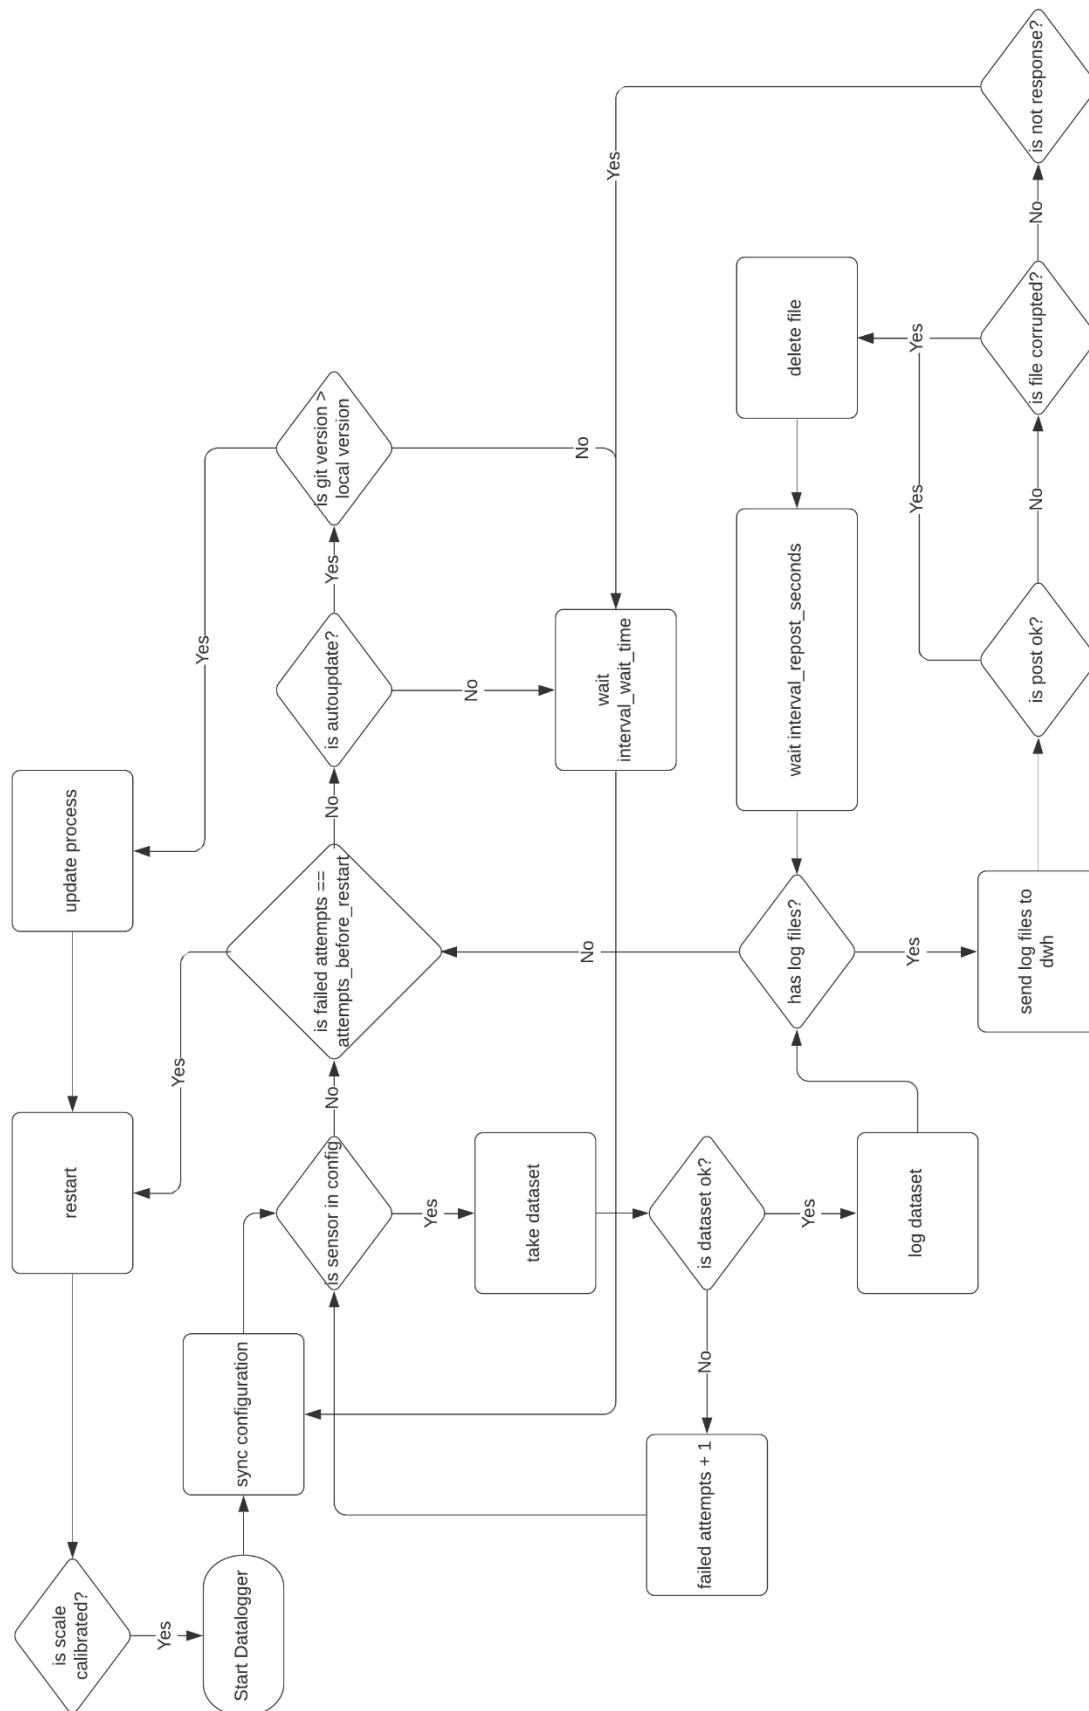 is scale
calibrated?
restart
update process
Yes
Yes
Yes
Start Datalogger
sync configuration
is sensor in config
No
is failed attempts ==
attempts_before_restart
No
is autoupdate?
Yes
is git version >
local version
Yes
No
take dataset
No
No
wait
interval_wait_time
Yes
failed attempts + 1
No
is dataset ok?
Yes
has log files?
wait interval_repost_seconds
delete file
log dataset
Yes
Yes
Yes
send log files to
dwh
is post ok?
No
is file corrupted?
No
is not response?